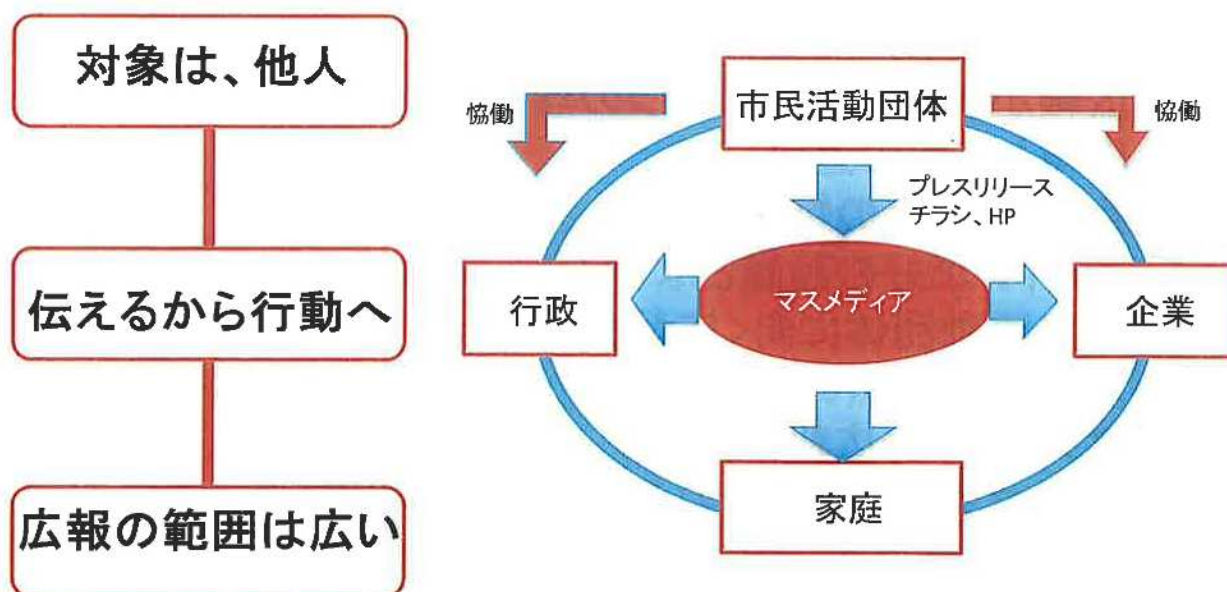 対象は、他人
伝えるから行動へ
広報の範囲は広い
市民活動団体
恊働
恊働
プレスリリース
チラシ、HP
行政
マスメディア
企業
家庭